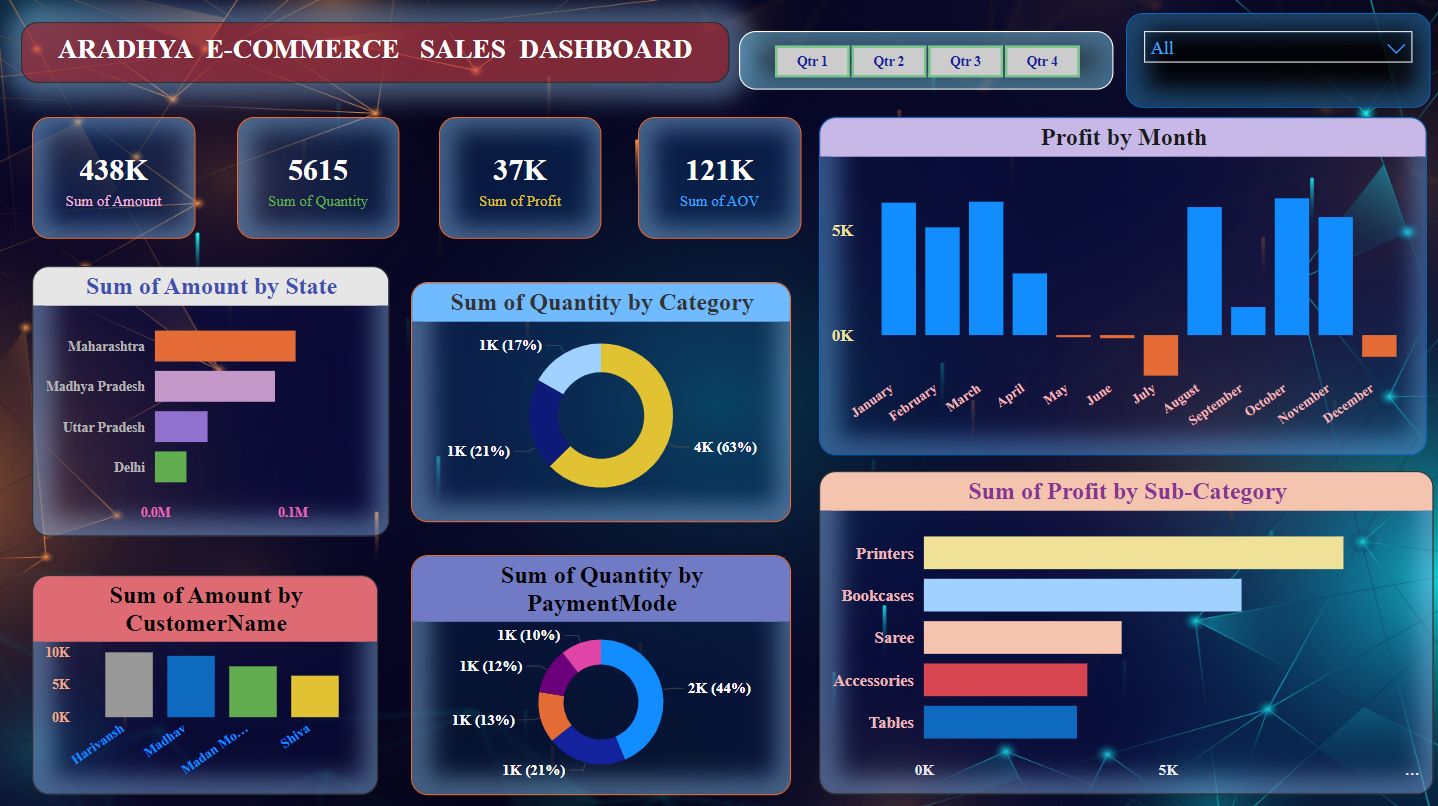 ARADHYA E-COMMERCE SALES DASHBOARD
Qtr 1
Qtr 2
Qtr 3
Qtr 4
All
438K
Sum of Amount
5615
Sum of Quantity
37K
Sum of Profit
121K
Sum of AOV
Profit by Month
5K
0K
January
February
March
April
May
June
July
August
September
October
November
December
Sum of Amount by State
Maharashtra
Madhya Pradesh
Uttar Pradesh
Delhi
0.0M
0.1M
Sum of Quantity by Category
1K (17%)
1K (21%)
4K (63%)
Sum of Profit by Sub-Category
Printers
Bookcases
Saree
Accessories
Tables
0K
5K
...
Sum of Amount by
CustomerName
10K
5K
0K
Harivansh
Madhav
Madan Mo...
Shiva
Sum of Quantity by
PaymentMode
1K (10%)
1K (12%)
1K (13%)
1K (21%)
2K (44%)